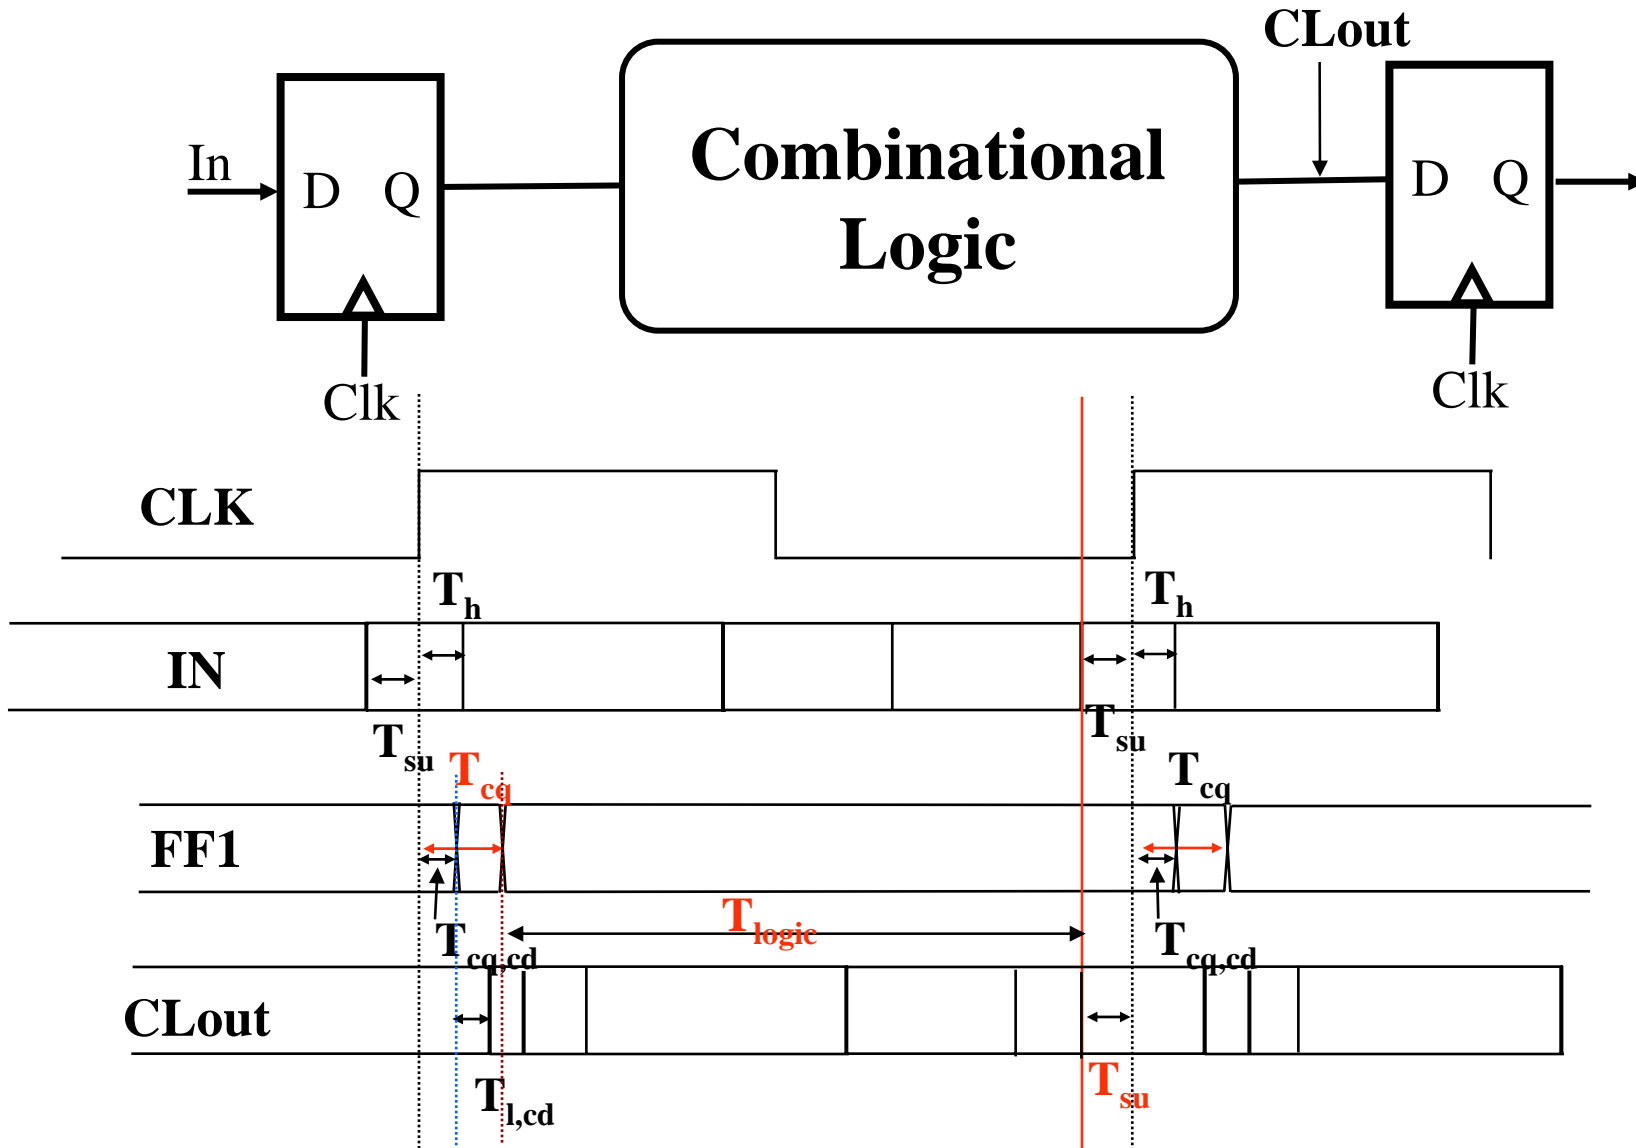 CLout
In
D Q
Combinational
Logic
D Q
Clk
Clk
CLK
Th
Th
IN
Tsu
Tsu
Tcq
Tcq
FF1
Tlogic
Tcq,cd
Tcq,cd
CLout
Tl,cd
Tsu